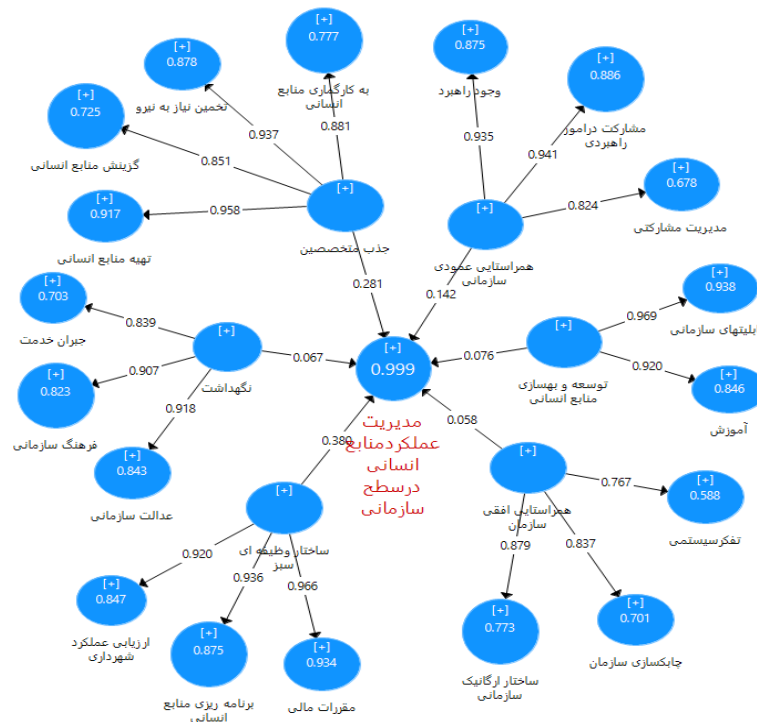 [+]
0.777
به کارگماری منابع
انسانی
[+]
0.875
وجود راهبرد
[+]
0.878
تخمین نیاز به نیرو
[+]
0.886
مشارکت درامور
راهبردی
[+]
0.725
گزینش منابع انسانی
0.881
0.937
0.935
0.941
0.851
[+]
0.678
مدیریت مشارکتی
0.824
[+]
0.917
تهیه منابع انسانی
0.958
[+]
جذب متخصصین
[+]
همراستایی عمودی
سازمانی
0.281
0.142
[+]
0.703
جبران خدمت
0.839
[+]
0.938
ابلیتهای سازمانی
0.969
[+]
نگهداشت
0.067
[+]
0.999
مدیریت
عملکردمنابع
انسانی
درسطح
سازمانی
0.076
[+]
توسعه و بهسازی
منابع انسانی
0.920
[+]
0.846
آموزش
[+]
0.823
فرهنگ سازمانی
0.907
0.918
[+]
0.843
عدالت سازمانی
0.380
0.058
[+]
همراستایی افقی
سازمان
0.767
[+]
0.588
تفکرسیستمی
[+]
ساختار وظیفه ای
سبز
0.920
0.936
0.966
0.879
0.837
[+]
0.847
ارزیابی عملکرد
شهرداری
[+]
0.875
برنامه ریزی منابع
انسانی
[+]
0.934
مقررات مالی
[+]
0.773
ساختار ارگانیک
سازمانی
[+]
0.701
چابکسازی سازمان